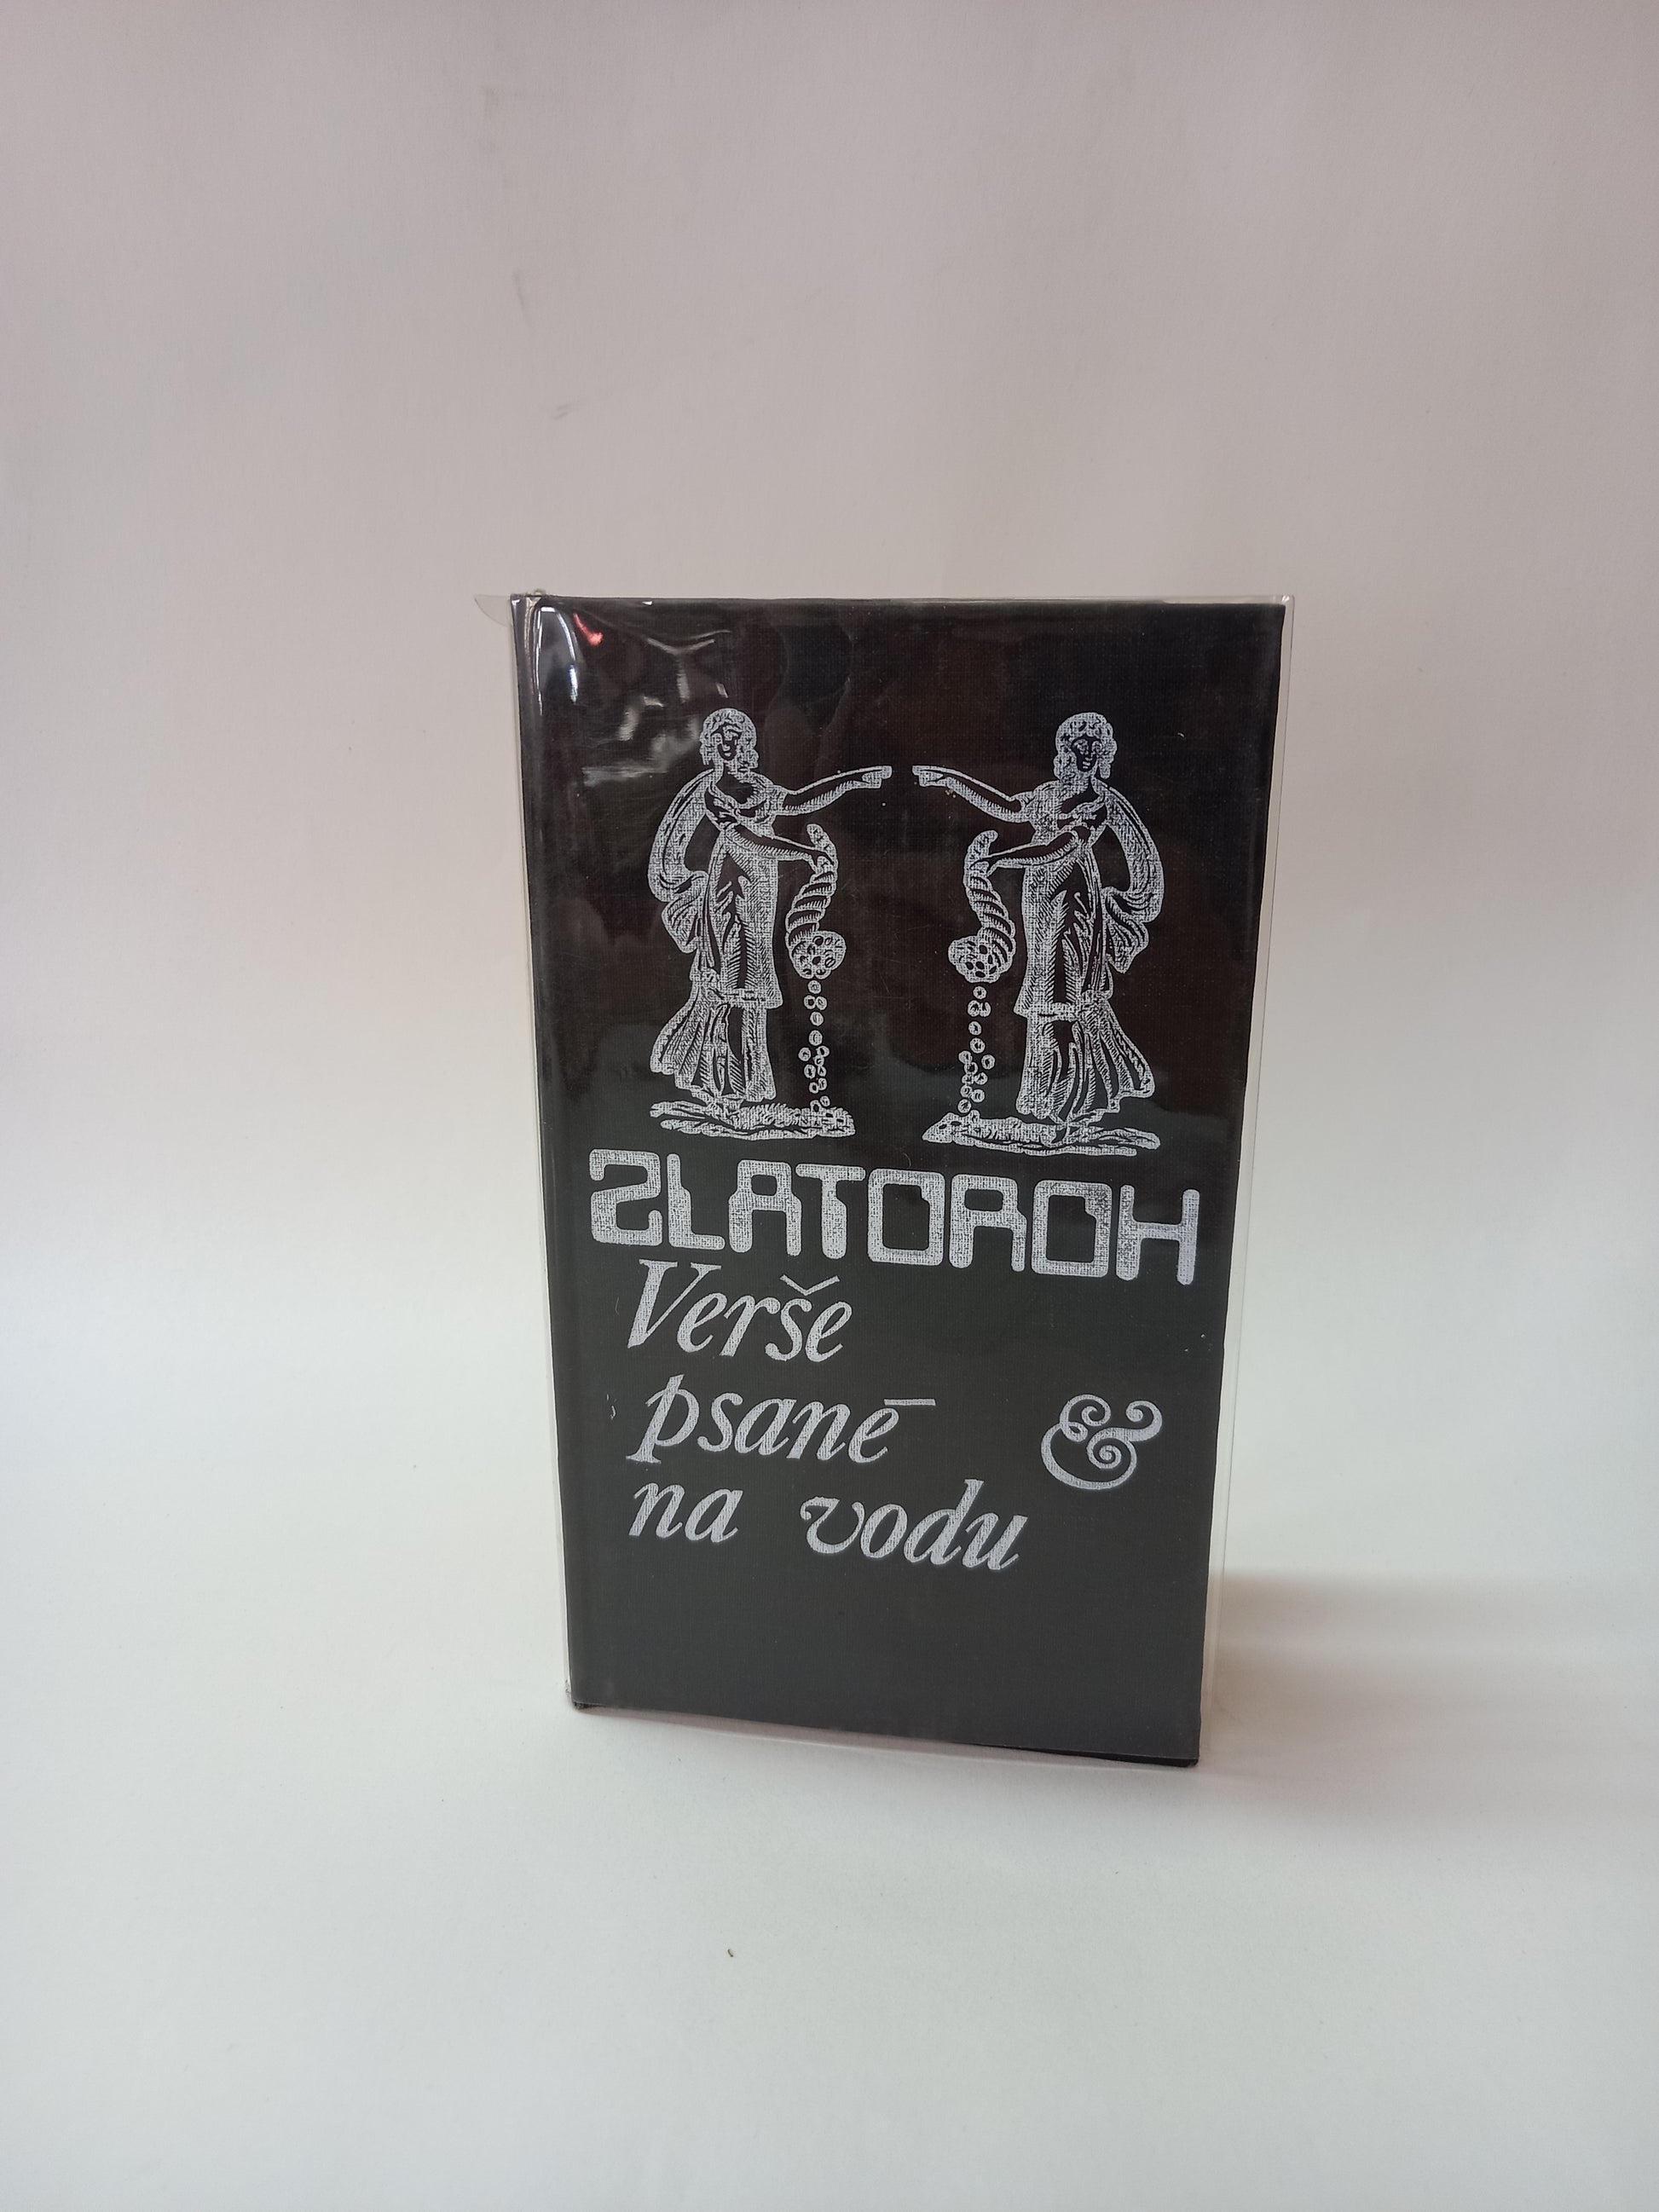 ZLATOROH
Verše
psané &
na vodu